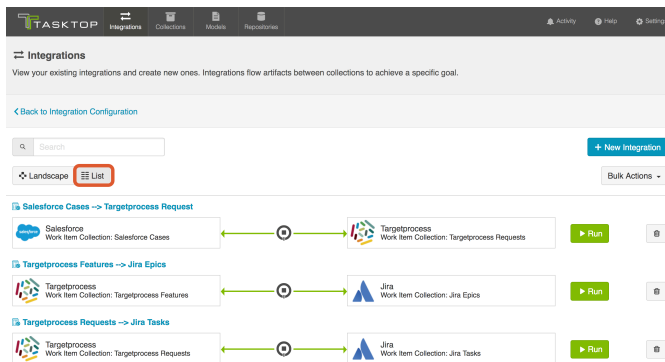 TASKTOP
Integrations
Collections
Models
Repositories
Activity
Help
Settings
Integrations
View your existing integrations and create new ones. Integrations flow artifacts between collections to achieve a specific goal.
Back to Integration Configuration
Search
+ New Integration
Landscape
List
Bulk Actions
Salesforce Cases --> Targetprocess Request
salesforce
Salesforce
Work Item Collection: Salesforce Cases
Targetprocess
Work Item Collection: Targetprocess Requests
Run
Targetprocess Features --> Jira Epics
Targetprocess
Work Item Collection: Targetprocess Features
Jira
Work Item Collection: Jira Epics
Run
Targetprocess Requests --> Jira Tasks
Targetprocess
Work Item Collection: Targetprocess Requests
Jira
Work Item Collection: Jira Tasks
Run